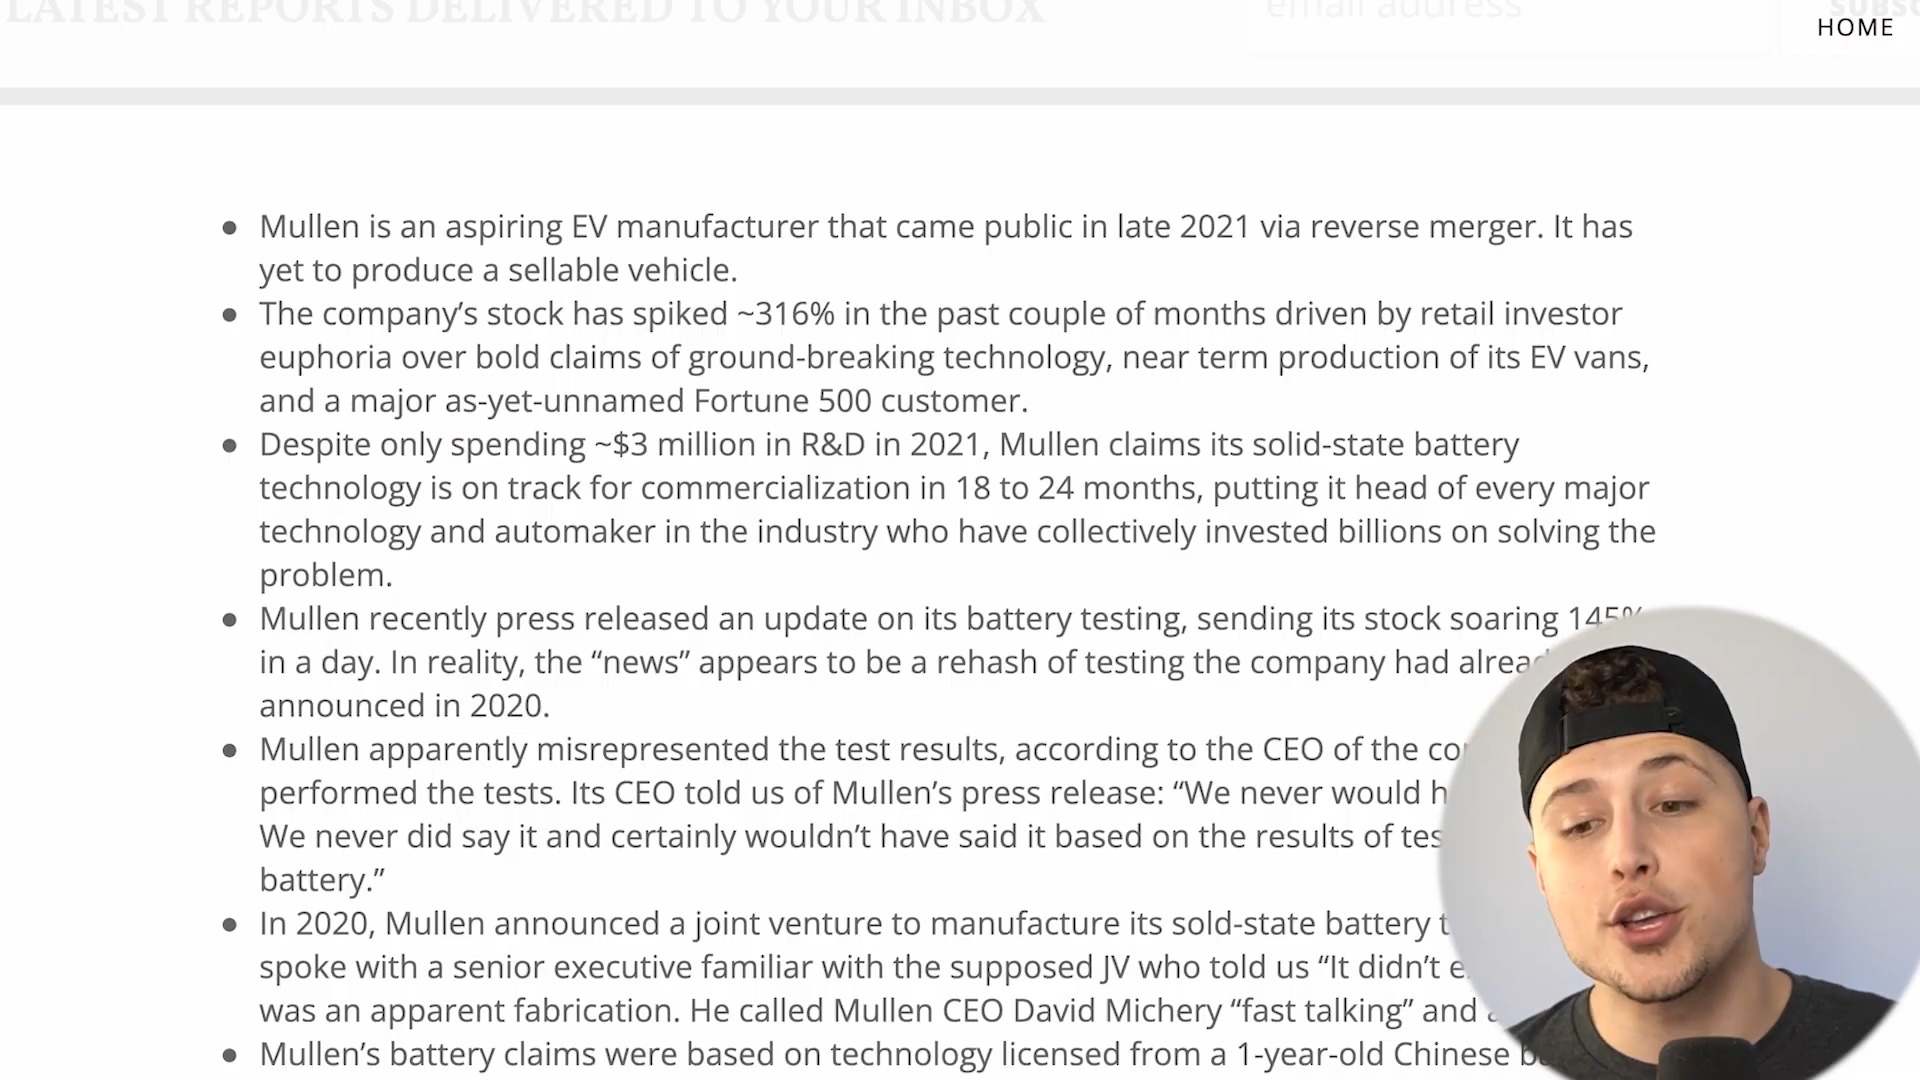 LATEST REPORTS DELIVERED TO YOUR INBOX
email address
HOME
Mullen is an aspiring EV manufacturer that came public in late 2021 via reverse merger. It has
yet to produce a sellable vehicle.
The company’s stock has spiked ~316% in the past couple of months driven by retail investor
euphoria over bold claims of ground-breaking technology, near term production of its EV vans,
and a major as-yet-unnamed Fortune 500 customer.
Despite only spending ~$3 million in R&D in 2021, Mullen claims its solid-state battery
technology is on track for commercialization in 18 to 24 months, putting it head of every major
technology and automaker in the industry who have collectively invested billions on solving the
problem.
Mullen recently press released an update on its battery testing, sending its stock soaring 145%
in a day. In reality, the “news” appears to be a rehash of testing the company had
announced in 2020.
Mullen apparently misrepresented the test results, according to the CEO of the
performed the tests. Its CEO told us of Mullen’s press release: “We never would
We never did say it and certainly wouldn’t have said it based on the results of
battery.”
In 2020, Mullen announced a joint venture to manufacture its sold-state battery
spoke with a senior executive familiar with the supposed JV who told us “It didn’t
was an apparent fabrication. He called Mullen CEO David Michery “fast talking” and
Mullen’s battery claims were based on technology licensed from a 1-year-old Chinese